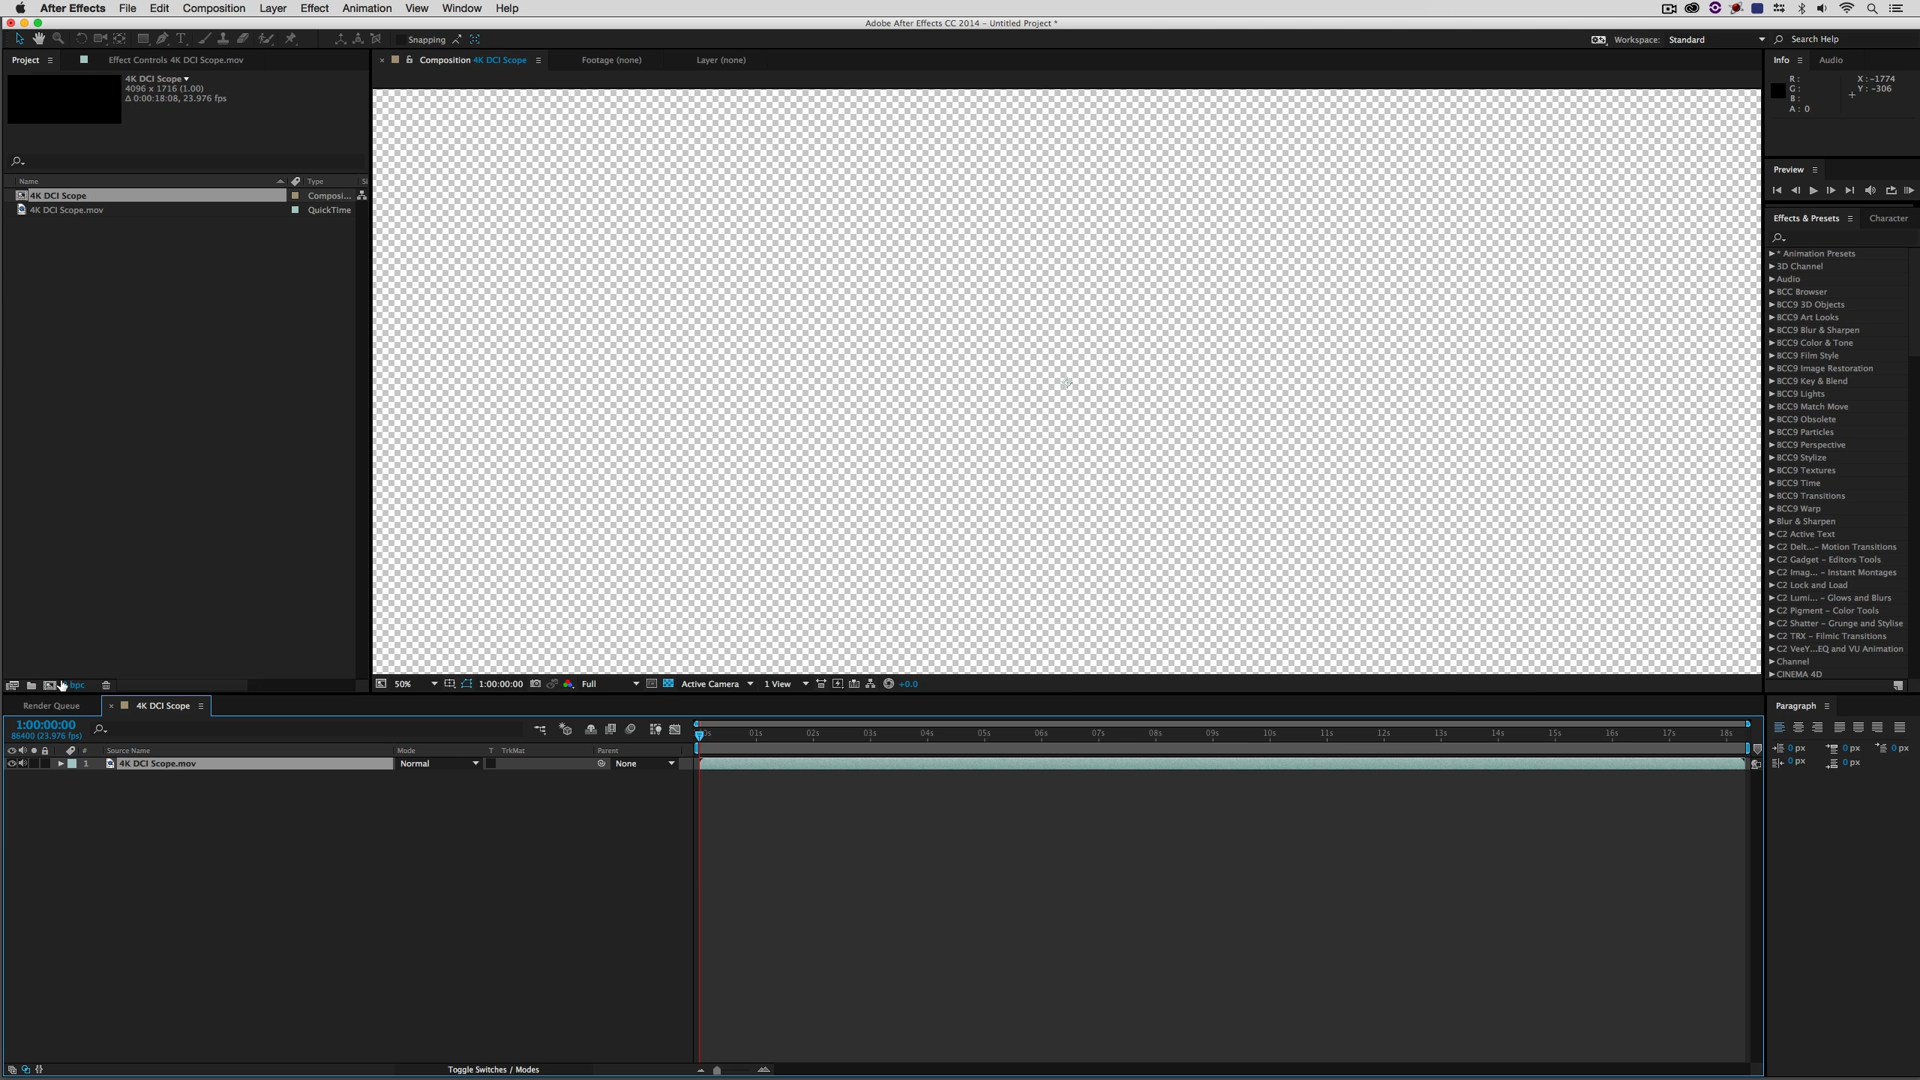 After Effects File Edit Composition Layer Effect Animation View Window Help
Adobe After Effects CC 2014 - Untitled Project *
Snapping
Workspace: Standard
Search Help
Project
Effect Controls 4K DCI Scope.mov
Composition 4K DCI Scope
Footage (none)
Layer (none)
Info
Audio
4K DCI Scope
4096 x 1716 (1.00)
Δ 0:00:18:08, 23.976 fps
R :
G :
B :
A : 0
X : -1774
Y : -306
Preview
Name
Type
4K DCI Scope
Composi...
4K DCI Scope.mov
QuickTime
Effects & Presets
Character
* Animation Presets
3D Channel
Audio
BCC Browser
BCC9 3D Objects
BCC9 Art Looks
BCC9 Blur & Sharpen
BCC9 Color & Tone
BCC9 Film Style
BCC9 Image Restoration
BCC9 Key & Blend
BCC9 Lights
BCC9 Match Move
BCC9 Obsolete
BCC9 Particles
BCC9 Perspective
BCC9 Stylize
BCC9 Textures
BCC9 Time
BCC9 Transitions
BCC9 Warp
Blur & Sharpen
C2 Active Text
C2 Delt...- Motion Transitions
C2 Gadget - Editors Tools
C2 Imag... - Instant Montages
C2 Lock and Load
C2 Lumi... - Glows and Blurs
C2 Pigment - Color Tools
C2 Shatter - Grunge and Stylise
C2 TRX - Filmic Transitions
C2 VeeY...EQ and VU Animation
Channel
CINEMA 4D
bpc
50%
1:00:00:00
Full
Active Camera
1 View
+0.0
Render Queue
4K DCI Scope
Paragraph
1:00:00:00
86400 (23.976 fps)
01s 02s 03s 04s 05s 06s 07s 08s 09s 10s 11s 12s 13s 14s 15s 16s 17s 18s
# Source Name Mode T TrkMat Parent
1 4K DCI Scope.mov Normal None
0 px 0 px 0 px
0 px 0 px
Toggle Switches / Modes